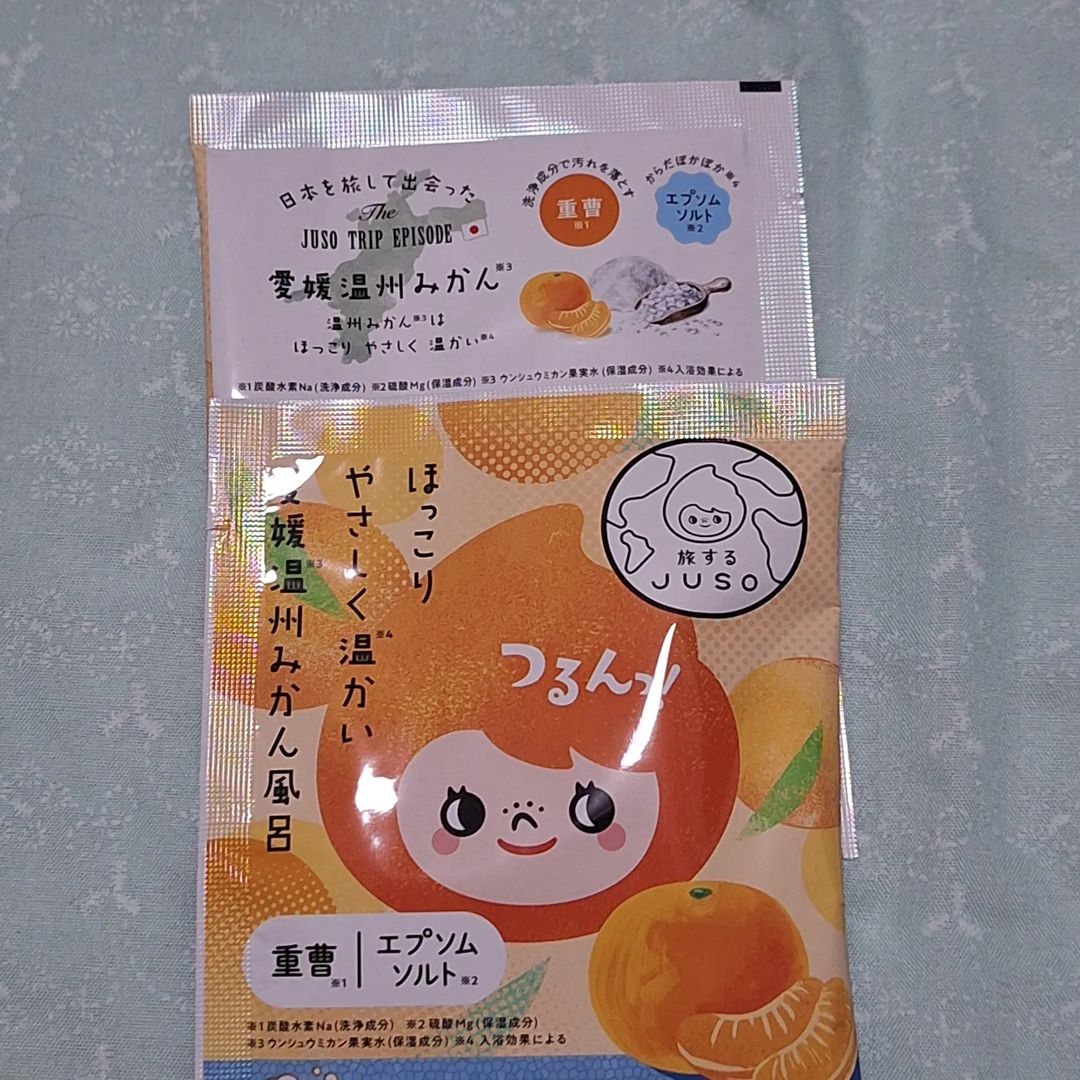 日本を旅して出会った
The
JUSO TRIP EPISODE
愛媛温州みかん※3
温州みかん※3は
ほっこり やさしく 温かい※4
洗浄成分で汚れを落とす
重曹
※1
からだぽかぽか※4
エプソム
ソルト
※2
※1炭酸水素Na(洗浄成分) ※2硫酸Mg(保湿成分) ※3 ウンシュウミカン果実水 (保湿成分) ※4入浴効果による
ほっこり
やさしく温かい※4
愛媛温州みかん風呂※3
旅する
JUSO
つるんっ!
重曹※1
エプソム
ソルト※2
※1炭酸水素Na(洗浄成分) ※2硫酸Mg(保湿成分)
※3ウンシュウミカン果実水(保湿成分) ※4 入浴効果による